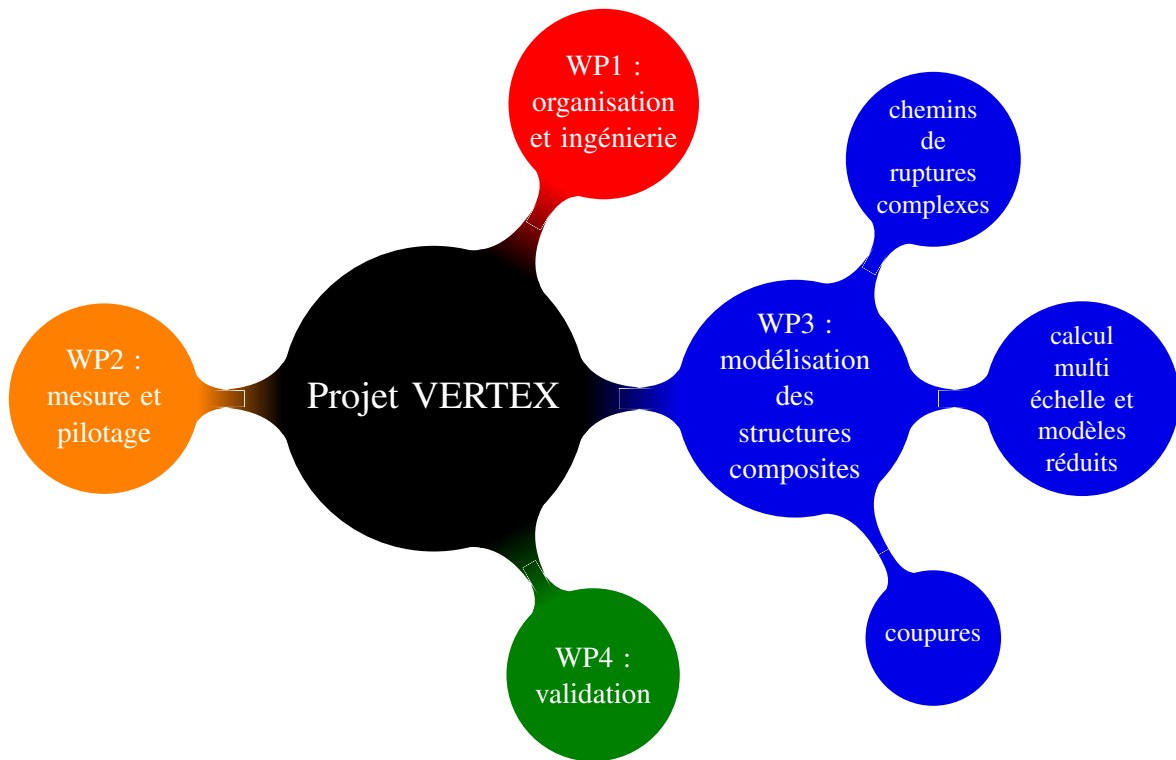 WP1 :
organisation
et ingénierie
chemins
de
ruptures
complexes
WP2 :
mesure et
pilotage
Projet VERTEX
WP3 :
modélisation
des
structures
composites
calcul
multi
échelle et
modèles
réduits
WP4 :
validation
coupures